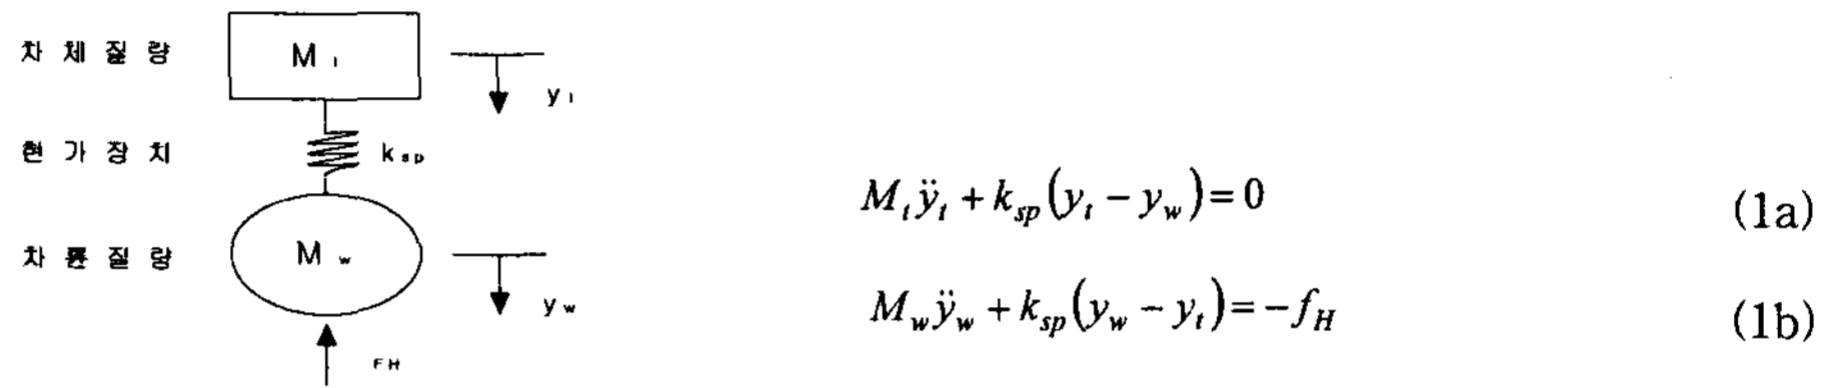 차 체 질 량
M l
y l
현 가 장 치
k sp
M_t ÿ_t + k_sp (y_t − y_w) = 0 (1a)
차 륜 질 량
M w
y w
M_w ÿ_w + k_sp (y_w − y_t) = −f_H (1b)
F H